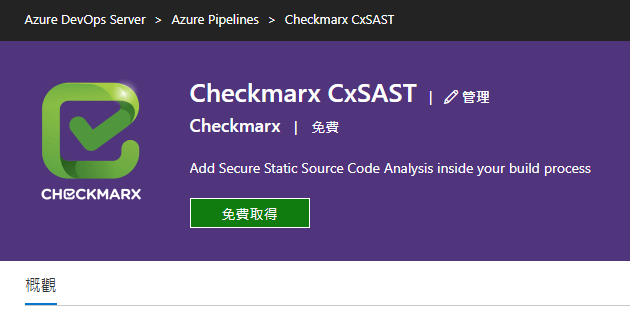 Azure DevOps Server > Azure Pipelines > Checkmarx CxSAST
Checkmarx CxSAST | 管理
Checkmarx | 免費
Add Secure Static Source Code Analysis inside your build process
CHECKMARX
免費取得
概觀